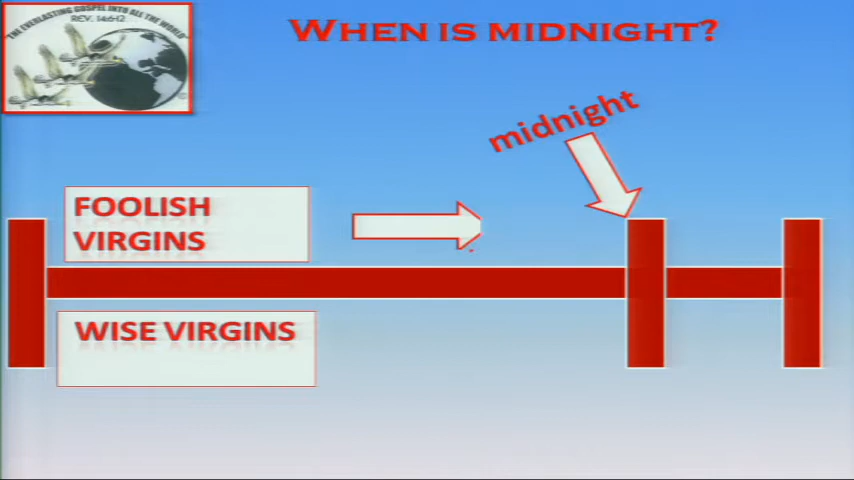 "THE EVERLASTING GOSPEL INTO ALL THE WORLD"
REV. 14:6-12
WHEN IS MIDNIGHT?
midnight
FOOLISH
VIRGINS
WISE VIRGINS